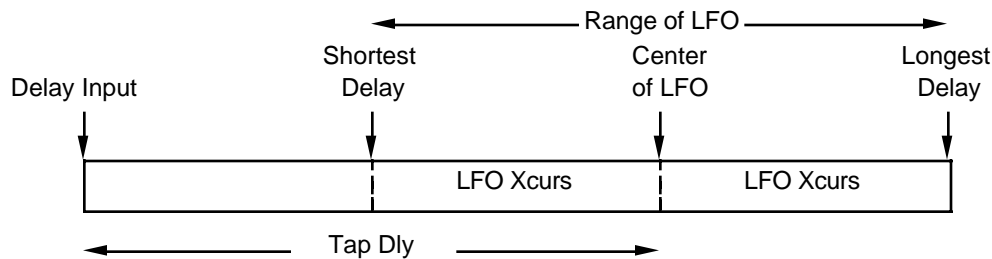 Range of LFO
Shortest
Delay
Center
of LFO
Longest
Delay
Delay Input
LFO Xcurs
LFO Xcurs
Tap Dly